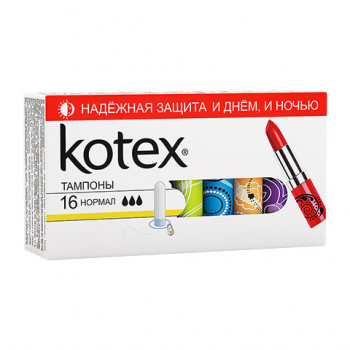 НАДЁЖНАЯ ЗАЩИТА И ДНЁМ, И НОЧЬЮ
kotex®
ТАМПОНЫ
16 НОРМАЛ